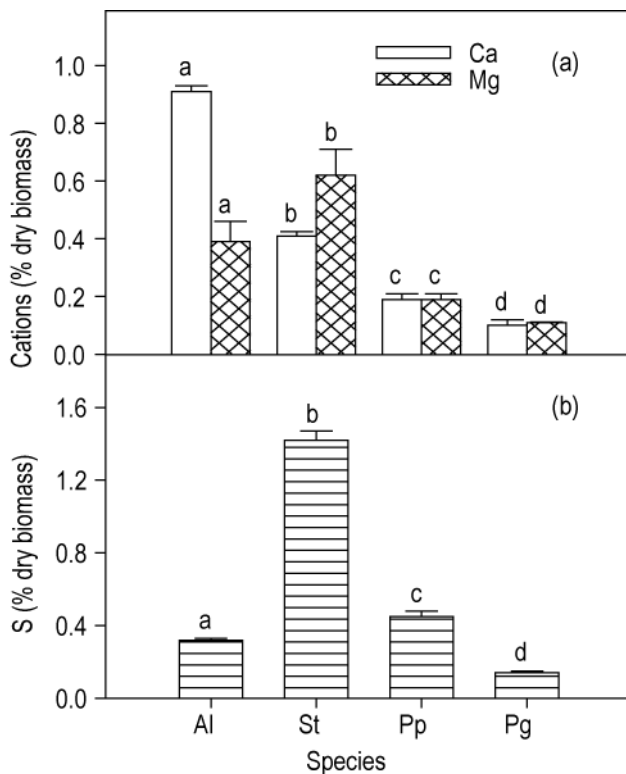 (a)
Ca
Mg
Cations (% dry biomass)
1.0
0.8
0.6
0.4
0.2
0.0
a
a
b
b
c
c
d
d
(b)
S (% dry biomass)
1.6
1.2
0.8
0.4
0.0
a
b
c
d
Al
St
Pp
Pg
Species